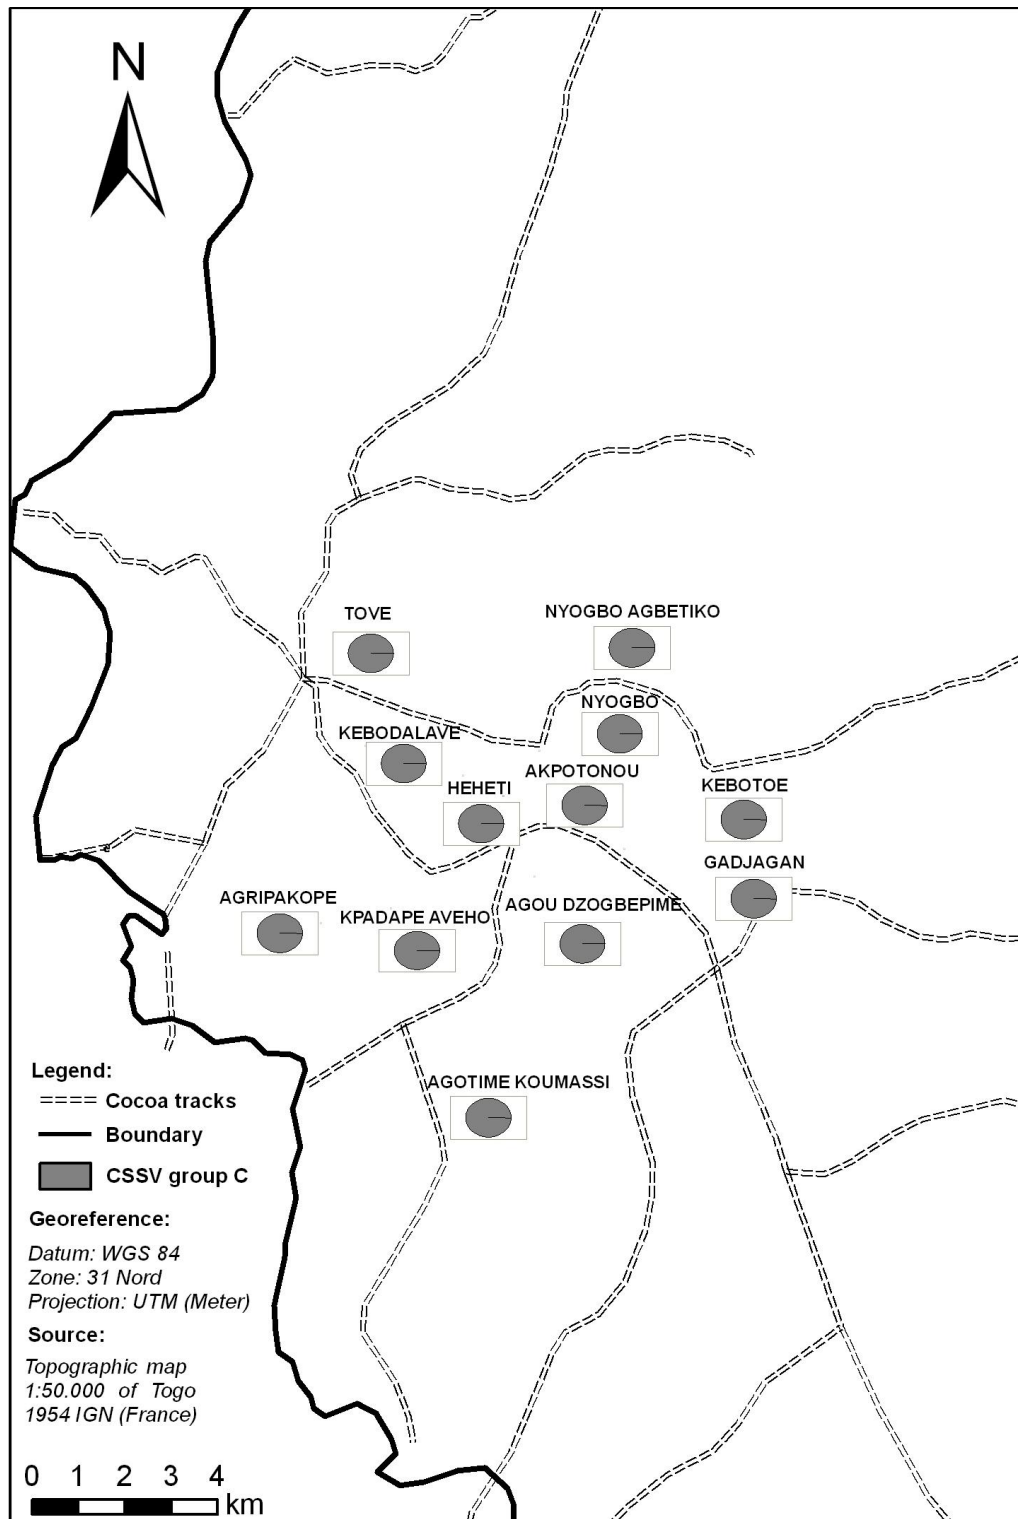 N
TOVE
NYOGBO AGBETIKO
NYOGBO
KEBODALAVE
AKPOTONOU
HEHETI
KEBOTOE
GADJAGAN
AGRIPAKOPE
KPADAPE AVEHO
AGOU DZOGBEPIME
AGOTIME KOUMASSI
Legend:
Cocoa tracks
Boundary
CSSV group C
Georeference:
Datum: WGS 84
Zone: 31 Nord
Projection: UTM (Meter)
Source:
Topographic map
1:50.000 of Togo
1954 IGN (France)
0 1 2 3 4
km